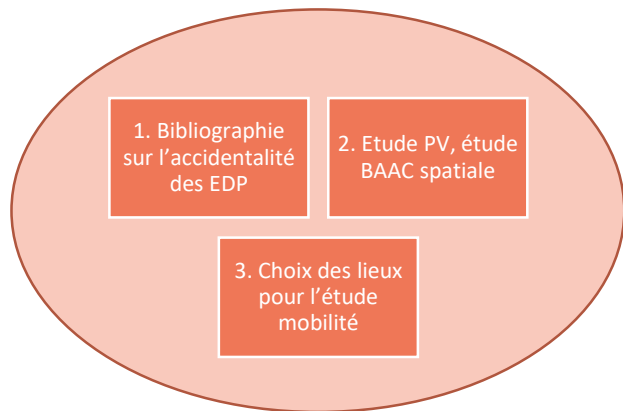 1. Bibliographie
sur l’accidentalité
des EDP
2. Etude PV, étude
BAAC spatiale
3. Choix des lieux
pour l’étude
mobilité